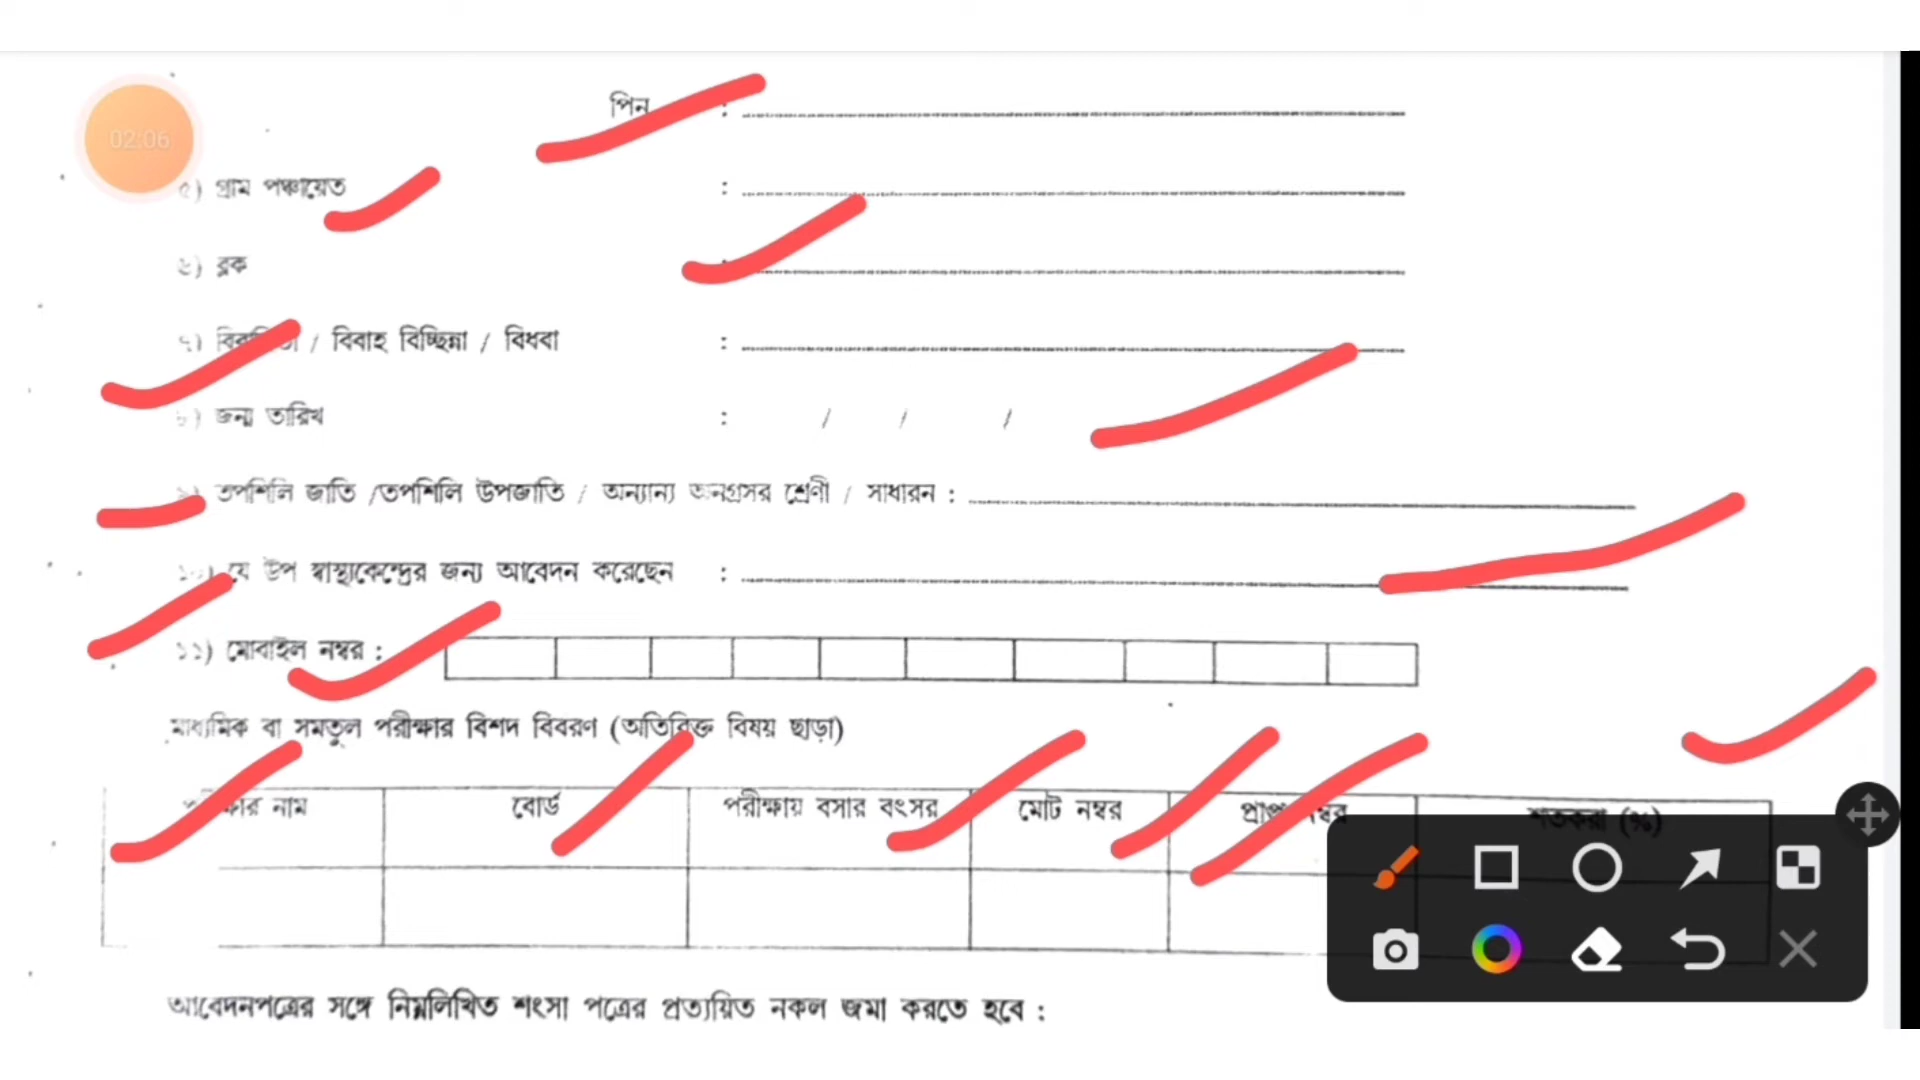 পিন :
02:06
৫) গ্রাম পঞ্চায়েত :
৬) ব্লক :
৭) / বিবাহ বিচ্ছিন্না / বিধবা :
৮) জন্ম তারিখ : / / /
৯) তপশিলি জাতি /তপশিলি উপজাতি / অন্যান্য অনগ্রসর শ্রেণী / সাধারন :
১০) যে উপ স্বাস্থ্যকেন্দ্রের জন্য আবেদন করেছেন :
১১) মোবাইল নম্বর :
মাধ্যমিক বা সমতুল পরীক্ষার বিশদ বিবরণ (অতিরিক্ত বিষয় ছাড়া)
পরীক্ষার নাম বোর্ড পরীক্ষায় বসার বৎসর মোট নম্বর প্রাপ্ত নম্বর শতকরা (%)
আবেদনপত্রের সঙ্গে নিম্নলিখিত শংসা পত্রের প্রত্যয়িত নকল জমা করতে হবে :